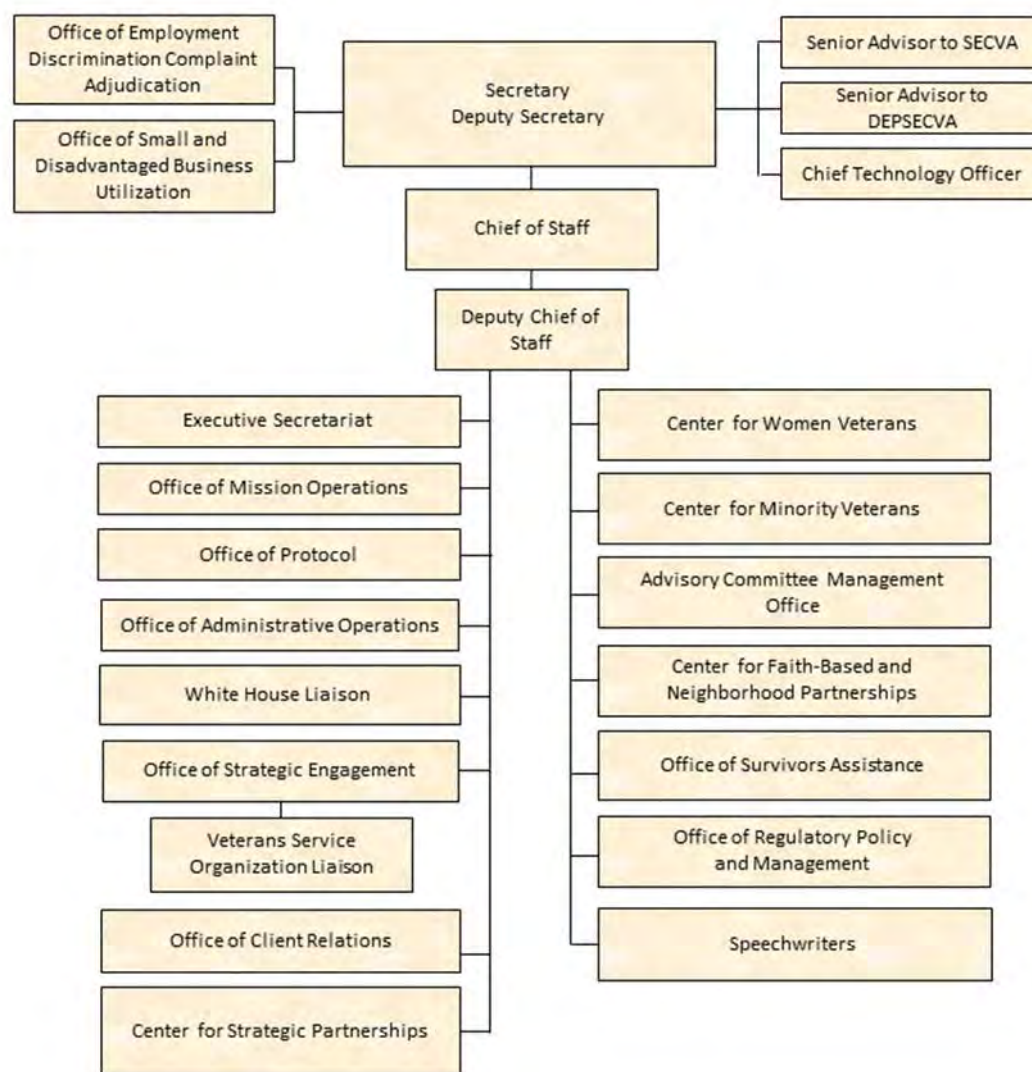 Office of Employment
Discrimination Complaint
Adjudication
Office of Small and
Disadvantaged Business
Utilization
Secretary
Deputy Secretary
Senior Advisor to SECVA
Senior Advisor to
DEPSECVA
Chief Technology Officer
Chief of Staff
Deputy Chief of
Staff
Executive Secretariat
Office of Mission Operations
Office of Protocol
Office of Administrative Operations
White House Liaison
Office of Strategic Engagement
Veterans Service
Organization Liaison
Office of Client Relations
Center for Strategic Partnerships
Center for Women Veterans
Center for Minority Veterans
Advisory Committee Management
Office
Center for Faith-Based and
Neighborhood Partnerships
Office of Survivors Assistance
Office of Regulatory Policy
and Management
Speechwriters